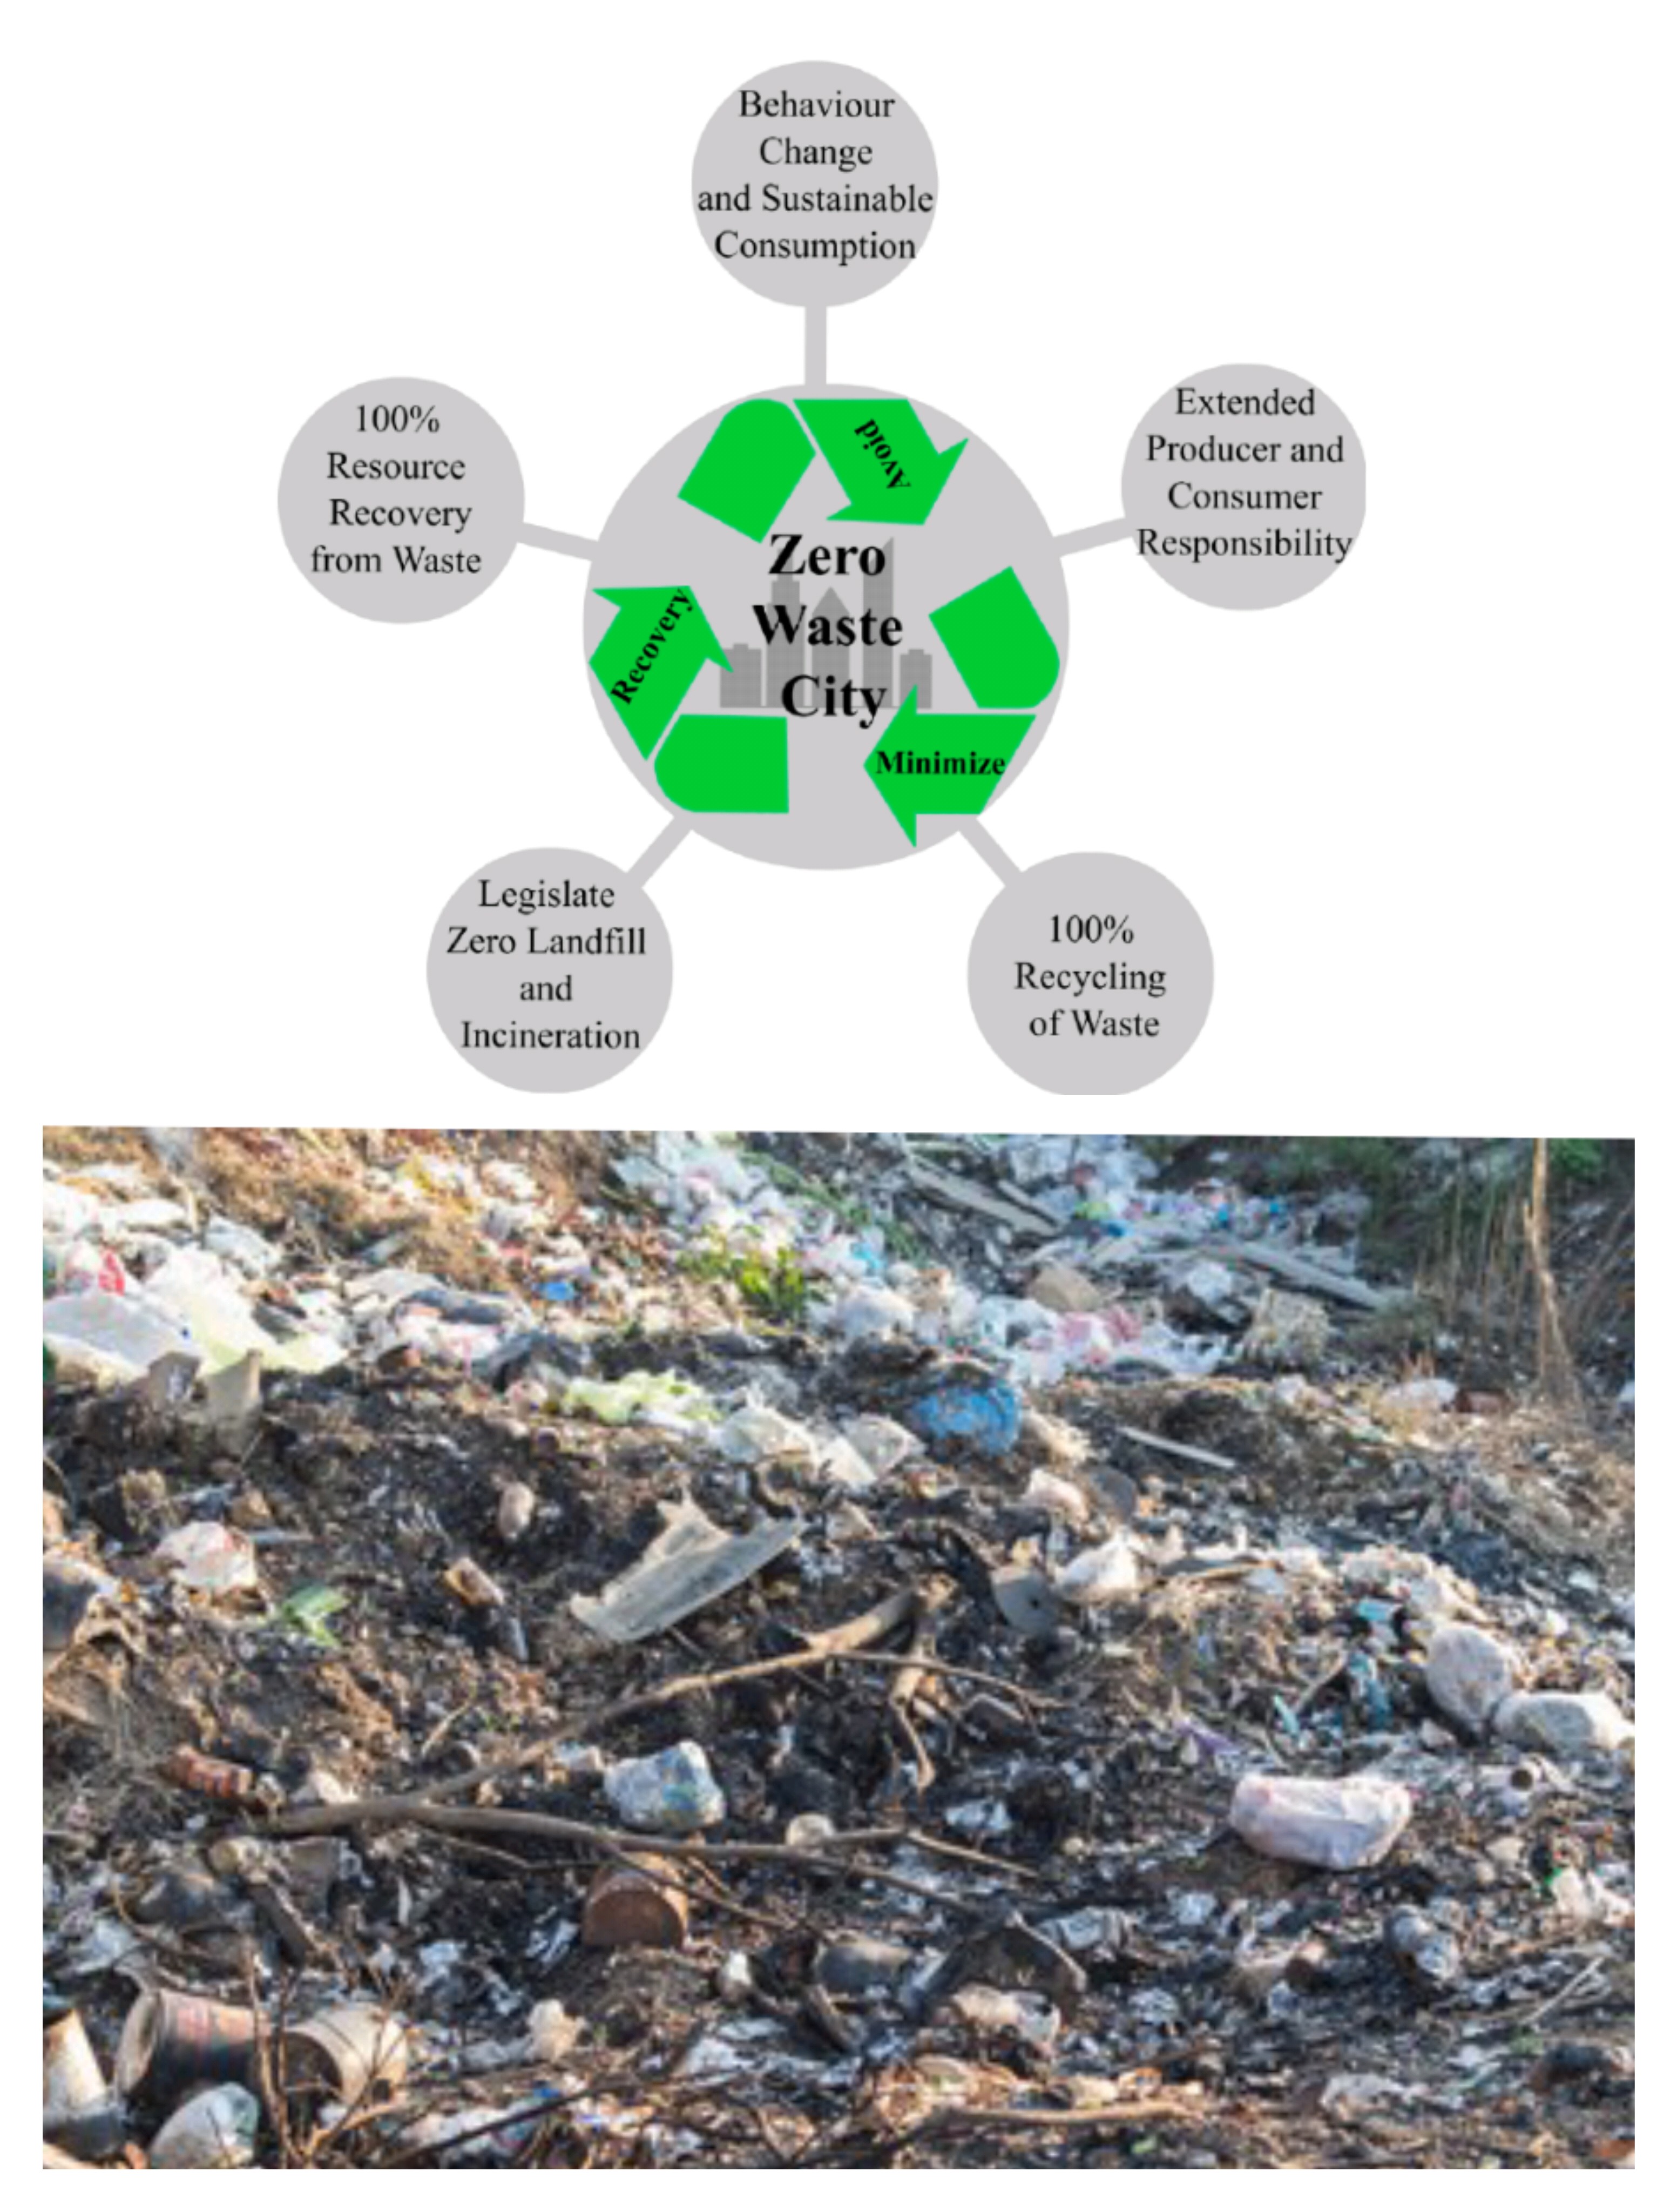 Behaviour
Change
and Sustainable
Consumption
100%
Resource
Recovery
from Waste
Extended
Producer and
Consumer
Responsibility
Avoid
Recovery
Minimize
Zero
Waste
City
Legislate
Zero Landfill
and
Incineration
100%
Recycling
of Waste